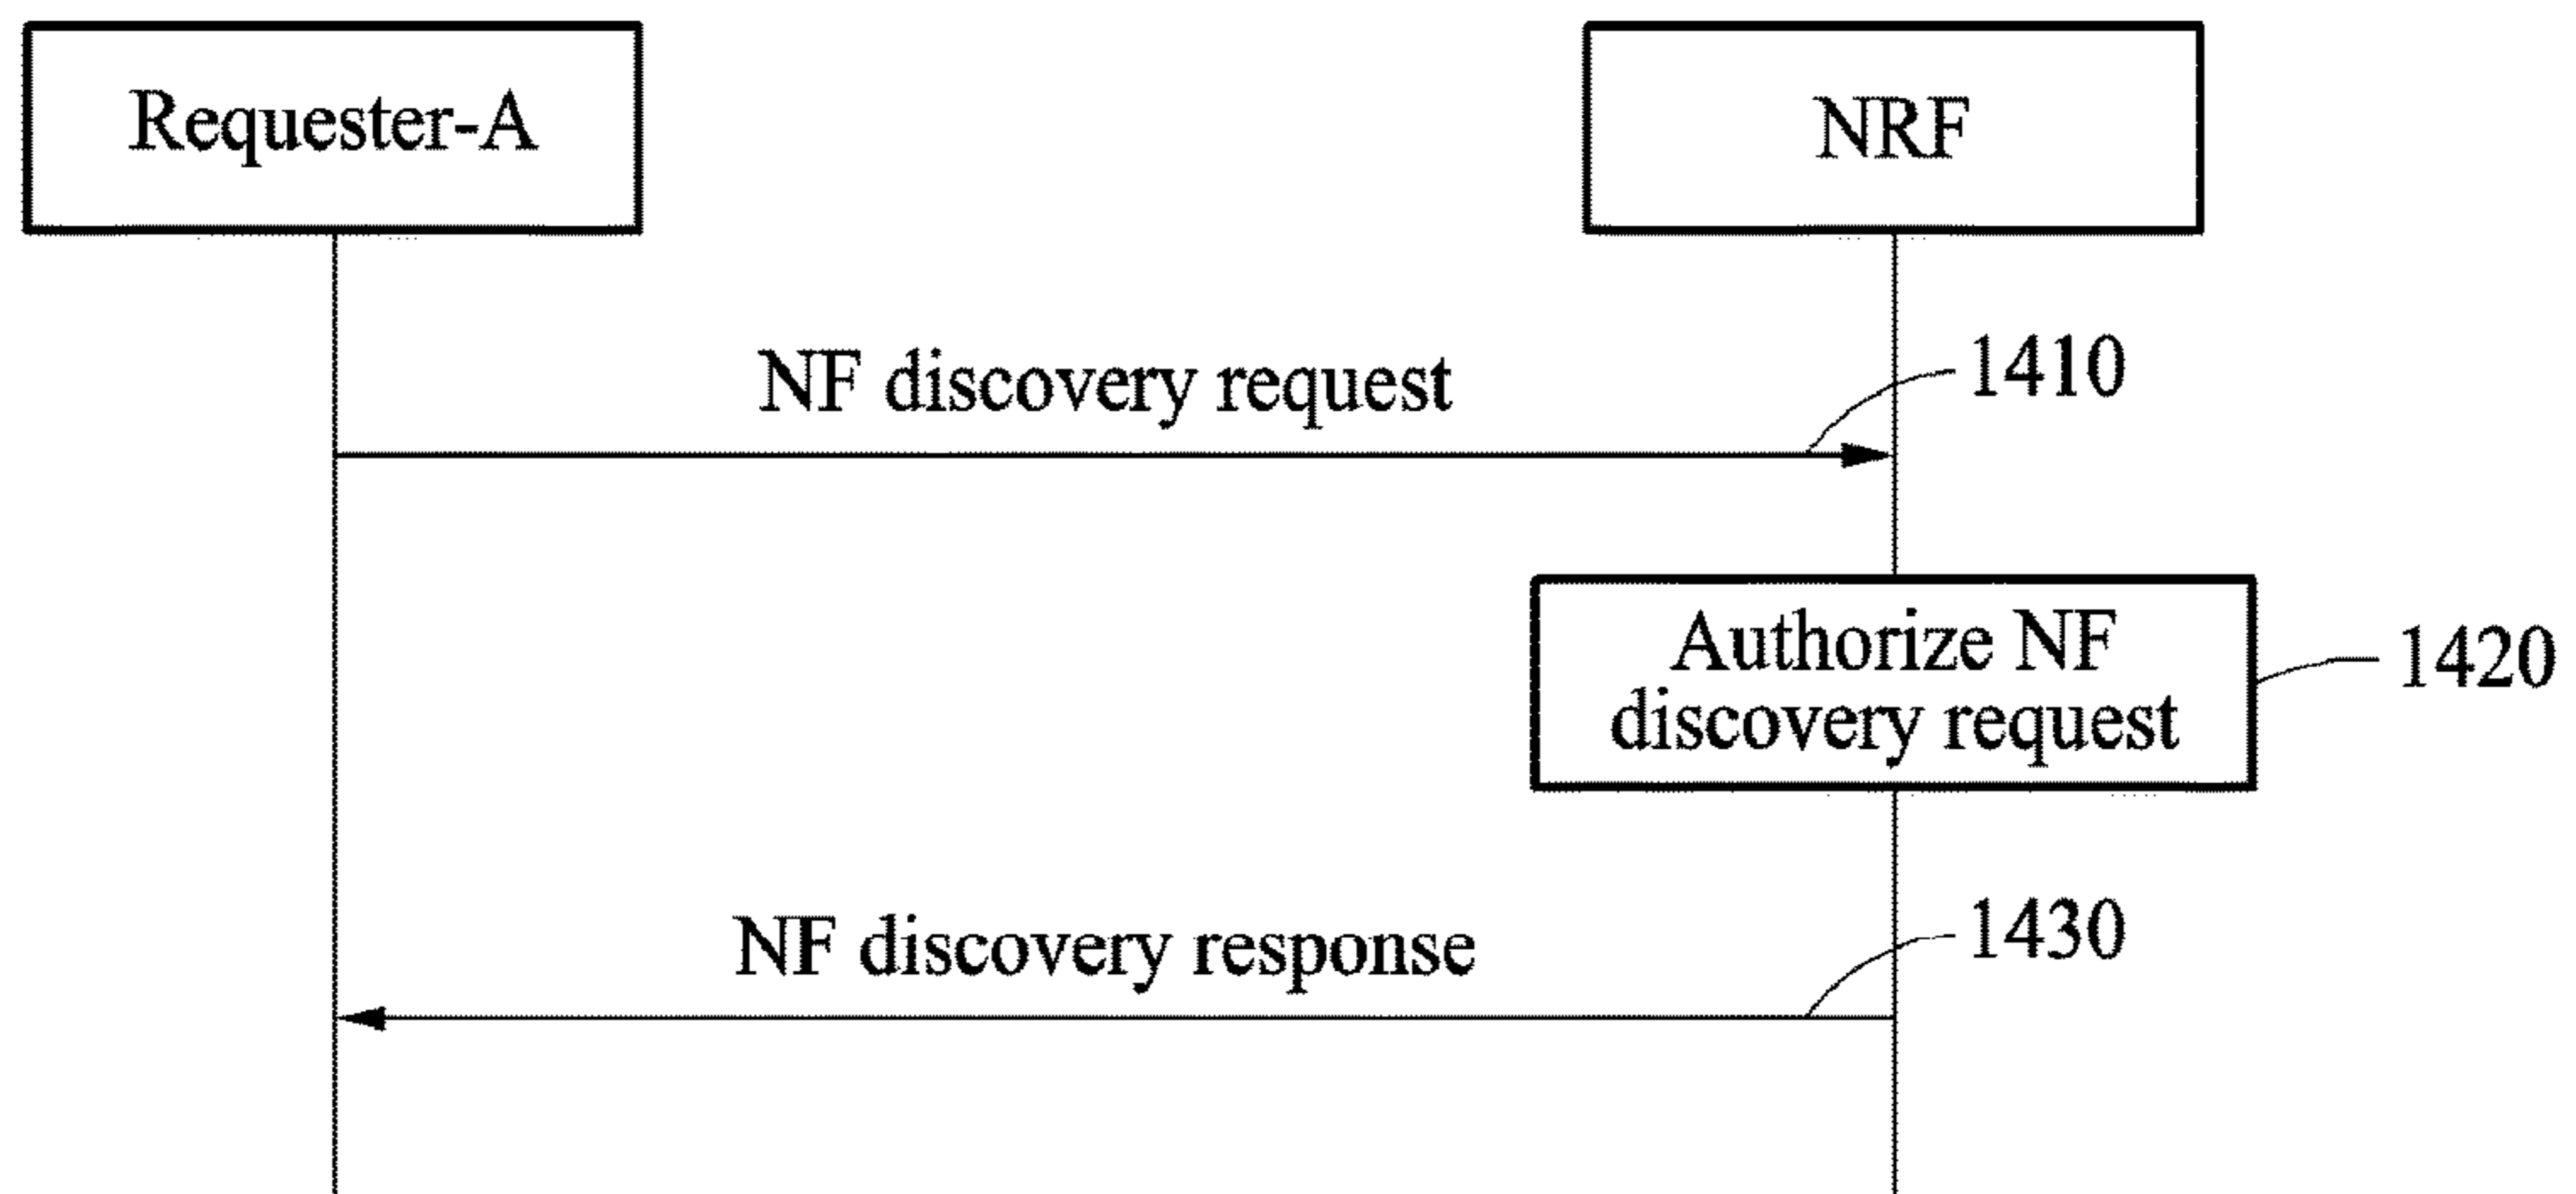 Requester-A
NRF
NF discovery request
1410
Authorize NF
discovery request
1420
NF discovery response
1430